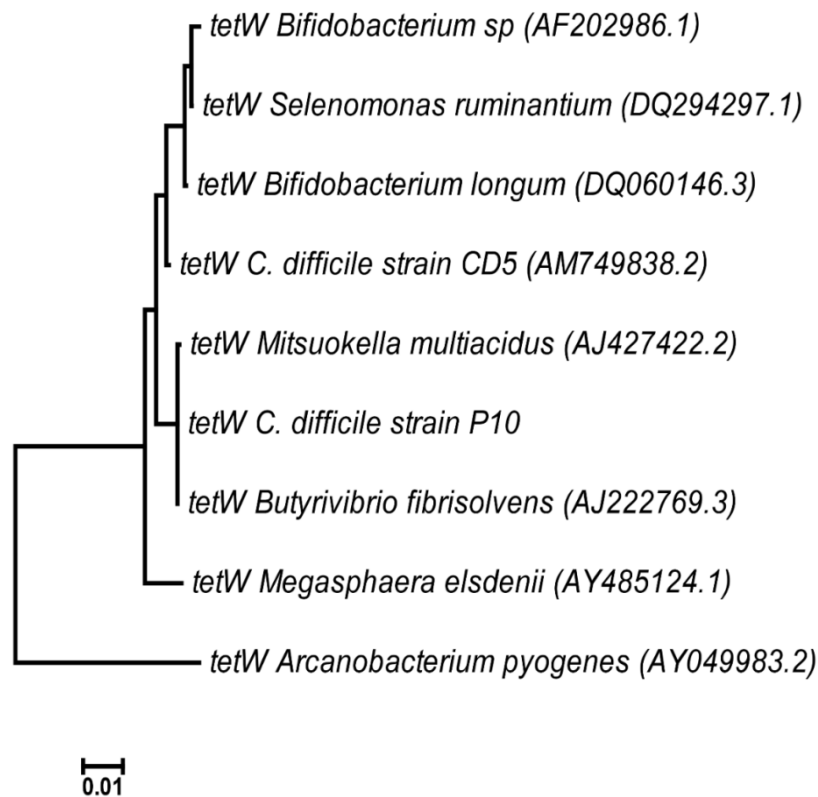 tetW Bifidobacterium sp (AF202986.1)
tetW Selenomonas ruminantium (DQ294297.1)
tetW Bifidobacterium longum (DQ060146.3)
tetW C. difficile strain CD5 (AM749838.2)
tetW Mitsuokella multiacidus (AJ427422.2)
tetW C. difficile strain P10
tetW Butyrivibrio fibrisolvens (AJ222769.3)
tetW Megasphaera elsdenii (AY485124.1)
tetW Arcanobacterium pyogenes (AY049983.2)
0.01